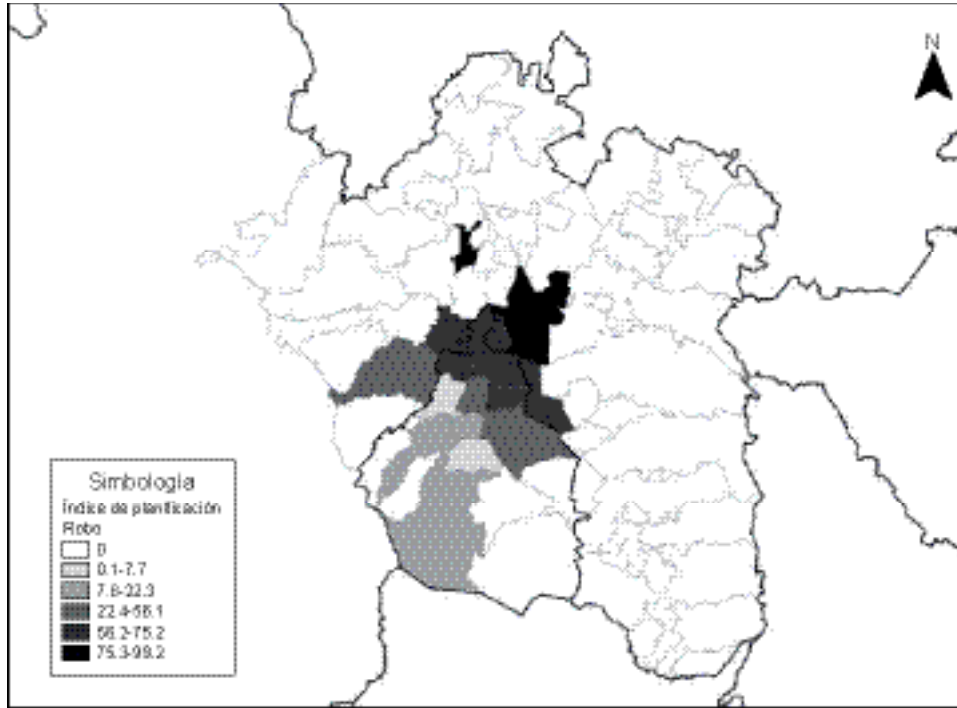 N
Simbología
Índice de planificación
Robo
0
0.1-7.7
7.8-22.3
22.4-56.1
56.2-75.2
75.3-99.2